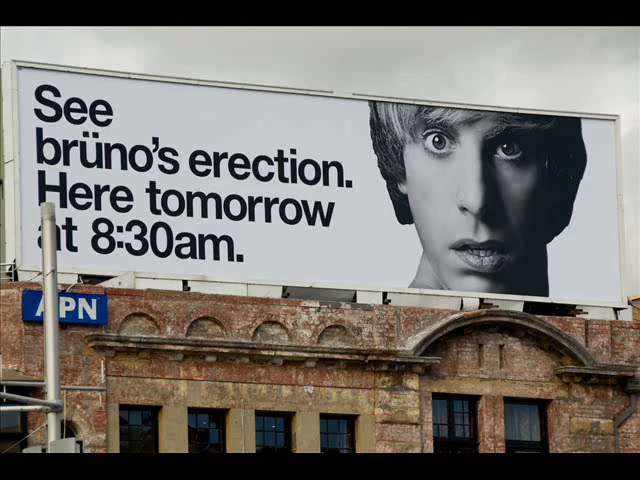 See
brüno's erection.
Here tomorrow
at 8:30am.
APN